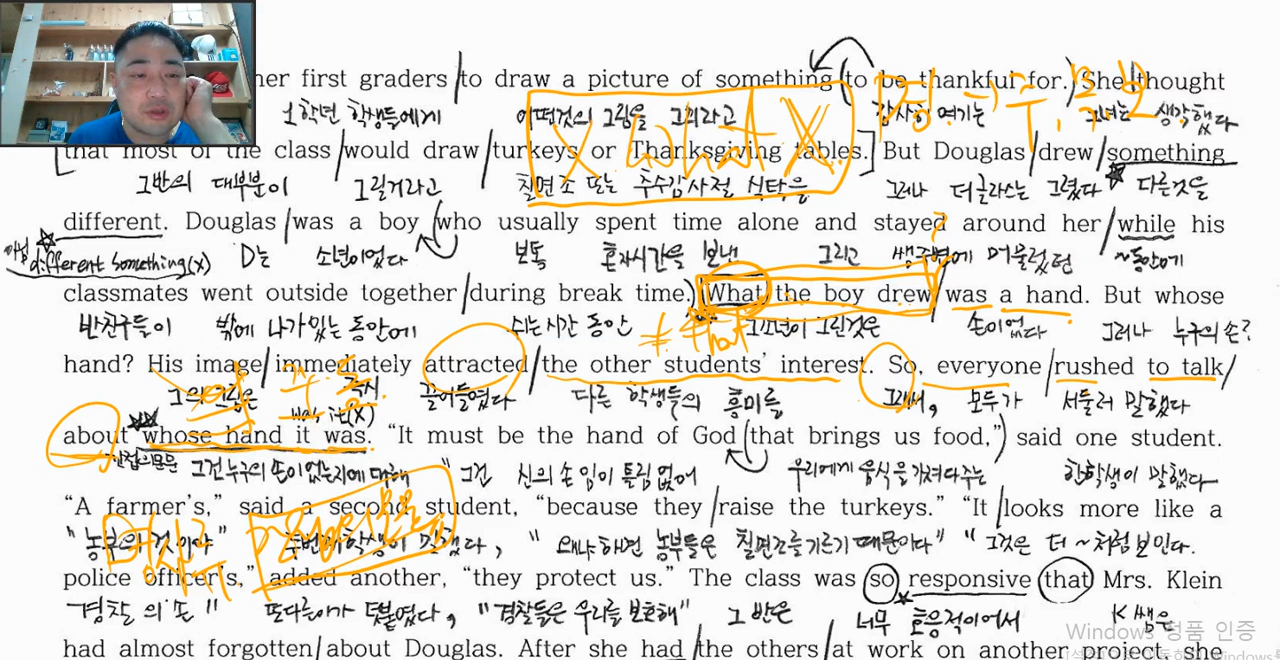 her first graders to draw a picture of something to be thankful for. She thought
1학년 학생들에게 어떤것의 그림을 그리라고 감사히 여기는 그녀는 생각했다
that most of the class would draw turkeys or Thanksgiving tables. But Douglas drew something
그반의 대부분이 그릴거라고 칠면조 또는 추수감사절 식탁을 그러나 더글라스는 그렸다 다른것을
X What X
different. Douglas was a boy who usually spent time alone and stayed around her while his
different something(X) D는 소년이었다 보통 혼자시간을 보낸 그리고 쌤주변에 머물렀던 ~동안에
classmates went outside together during break time. What the boy drew was a hand. But whose
반친구들이 밖에 나가있는 동안에 쉬는시간 동안 그소년이 그린것은 손이었다 그러나 누구의 손?
≠ that
hand? His image immediately attracted the other students' interest. So, everyone rushed to talk
그의 그림은 즉시 끌어들였다 다른 학생들의 흥미를 그래서, 모두가 서둘러 말했다
was it(X)
about whose hand it was. “It must be the hand of God that brings us food,” said one student.
간접의문문 그건 누구의 손이었는지에 대해 "그건 신의 손임이 틀림없어 우리에게 음식을 가져다주는 한학생이 말했다
“A farmer's,” said a second student, “because they raise the turkeys.” “It looks more like a
"농부의 것이야" 두번째학생이 말했다, "왜냐하면 농부들은 칠면조를 기르기 때문이다" "그것은 더 ~처럼 보인다.
police officer's,” added another, “they protect us.” The class was so responsive that Mrs. Klein
경찰의 손" 또다른이가 덧붙였다, "경찰들은 우리를 보호해" 그 반은 너무 호응적이어서 K쌤은
had almost forgotten about Douglas. After she had the others at work on another project, she
Windows 정품 인증